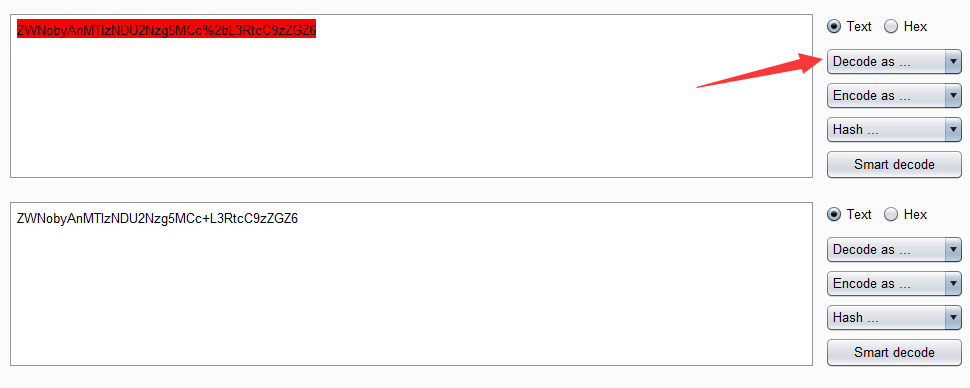 ZWNobyAnMTIzNDU2Nzg5MCc%2bL3RtcC9zZGZ6
Text Hex
Decode as ...
Encode as ...
Hash ...
Smart decode
ZWNobyAnMTIzNDU2Nzg5MCc+L3RtcC9zZGZ6
Text Hex
Decode as ...
Encode as ...
Hash ...
Smart decode